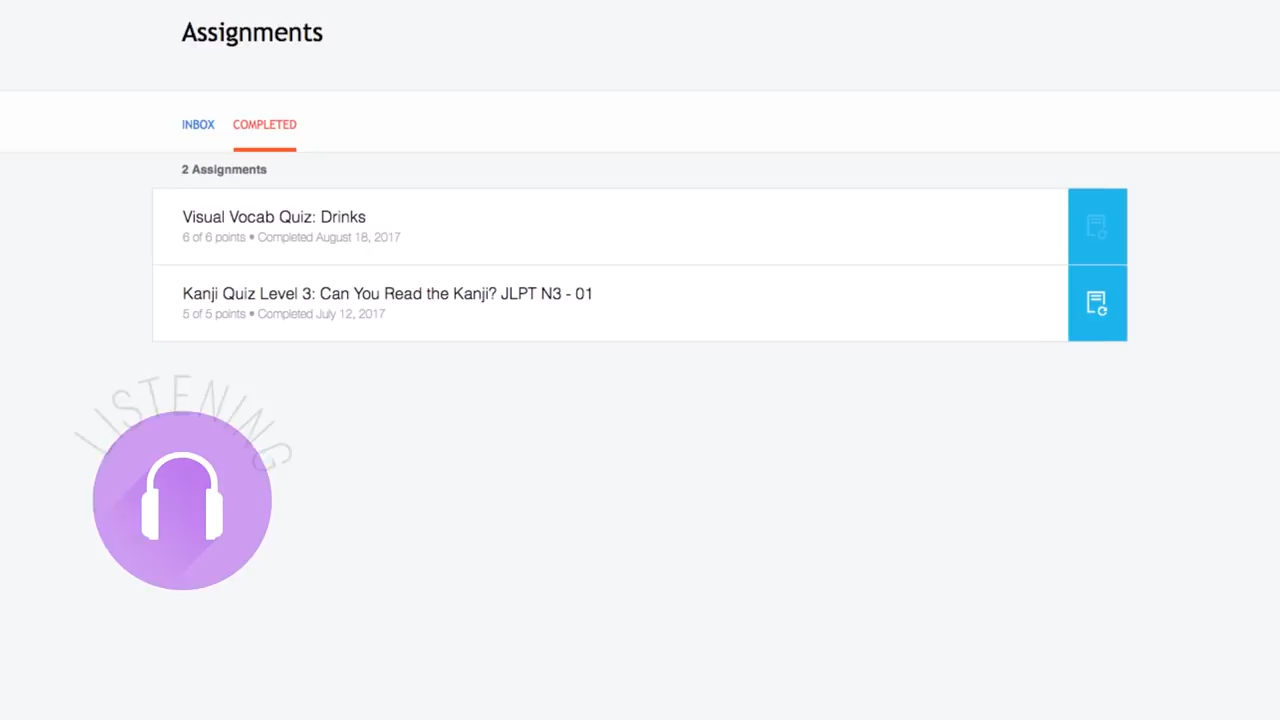 Assignments
INBOX COMPLETED
2 Assignments
Visual Vocab Quiz: Drinks
6 of 6 points • Completed August 18, 2017
Kanji Quiz Level 3: Can You Read the Kanji? JLPT N3 - 01
5 of 5 points • Completed July 12, 2017
LISTENING